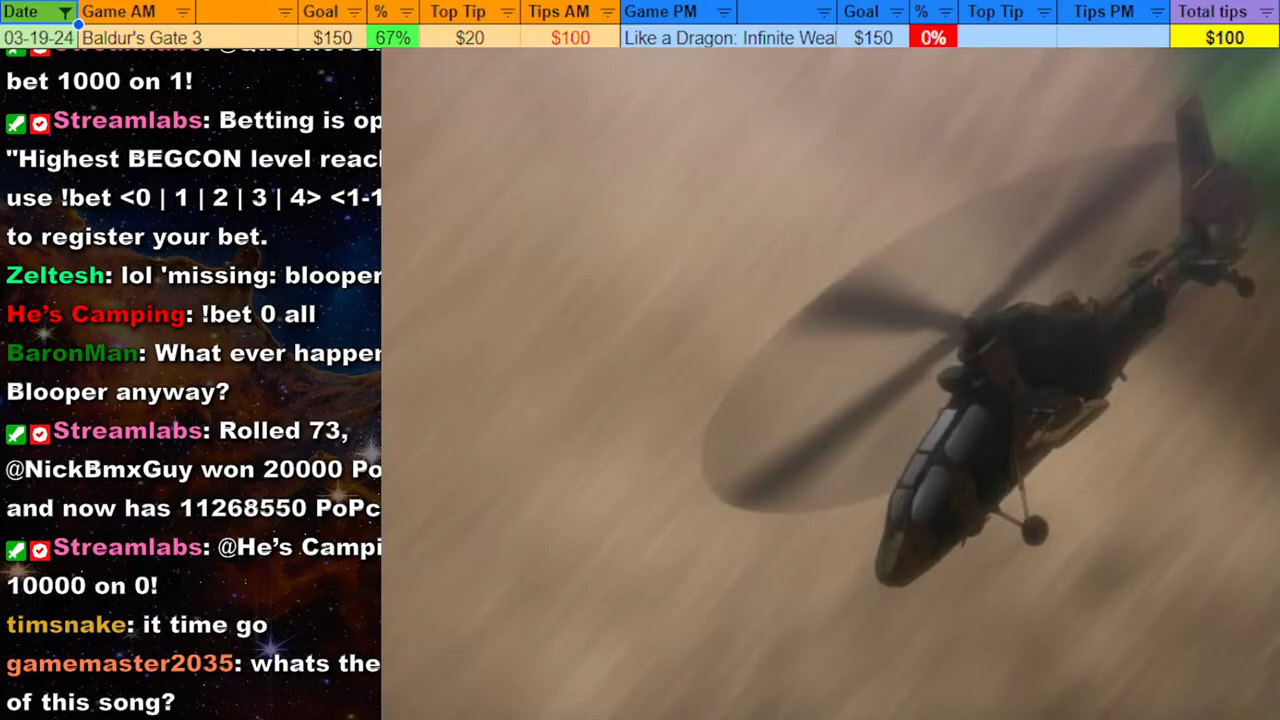 Date Game AM Goal % Top Tip Tips AM Game PM Goal % Top Tip Tips PM Total tips
03-19-24 Baldur's Gate 3 $150 67% $20 $100 Like a Dragon: Infinite Weal $150 0% $100
bet 1000 on 1!
Streamlabs: Betting is op
"Highest BEGCON level reac
use !bet <0 | 1 | 2 | 3 | 4> <1-1
to register your bet.
Zeltesh: lol 'missing: blooper
He's Camping: !bet 0 all
BaronMan: What ever happen
Blooper anyway?
Streamlabs: Rolled 73,
@NickBmxGuy won 20000 Po
and now has 11268550 PoPc
Streamlabs: @He's Campi
10000 on 0!
timsnake: it time go
gamemaster2035: whats the
of this song?